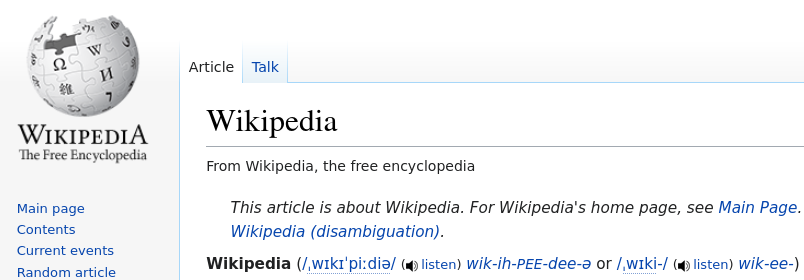 Ω W И 維
WIKIPEDIA
The Free Encyclopedia
Main page
Contents
Current events
Random article
Article Talk
Wikipedia
From Wikipedia, the free encyclopedia
This article is about Wikipedia. For Wikipedia's home page, see Main Page.
Wikipedia (disambiguation).
Wikipedia (/ˌwɪkɪˈpiːdiə/ (listen) wik-ih-PEE-dee-ə or /ˌwɪki-/ (listen) wik-ee-)